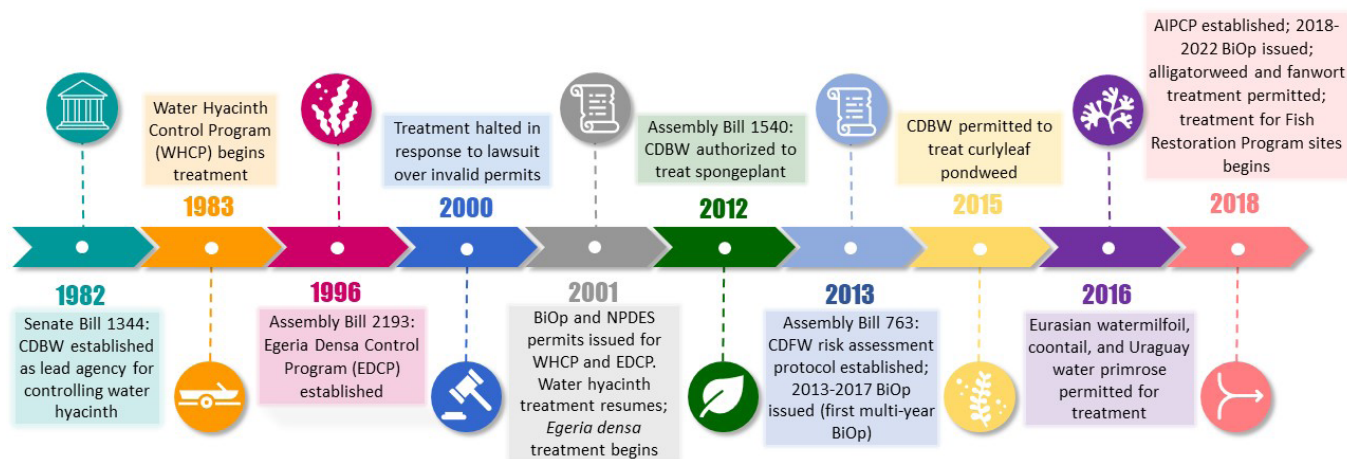 1982
Senate Bill 1344:
CDBW established
as lead agency for
controlling water
hyacinth
Water Hyacinth
Control Program
(WHCP) begins
treatment
1983
1996
Assembly Bill 2193:
Egeria Densa Control
Program (EDCP)
established
Treatment halted in
response to lawsuit
over invalid permits
2000
2001
BiOp and NPDES
permits issued for
WHCP and EDCP.
Water hyacinth
treatment resumes;
Egeria densa
treatment begins
Assembly Bill 1540:
CDBW authorized to
treat spongeplant
2012
2013
Assembly Bill 763:
CDFW risk assessment
protocol established;
2013-2017 BiOp
issued (first multi-year
BiOp)
CDBW permitted to
treat curlyleaf
pondweed
2015
2016
Eurasian watermilfoil,
coontail, and Uraguay
water primrose
permitted for
treatment
AIPCP established; 2018-
2022 BiOp issued;
alligatorweed and fanwort
treatment permitted;
treatment for Fish
Restoration Program sites
begins
2018